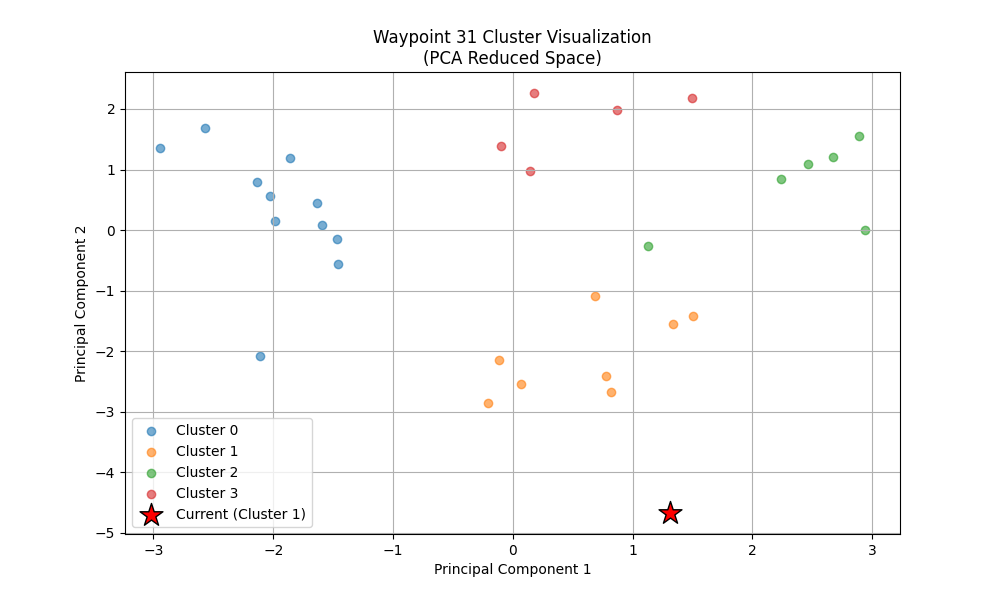 Waypoint 31 Cluster Visualization
(PCA Reduced Space)
Principal Component 2
2
1
0
−1
−2
−3
−4
−5
Cluster 0
Cluster 1
Cluster 2
Cluster 3
Current (Cluster 1)
−3 −2 −1 0 1 2 3
Principal Component 1